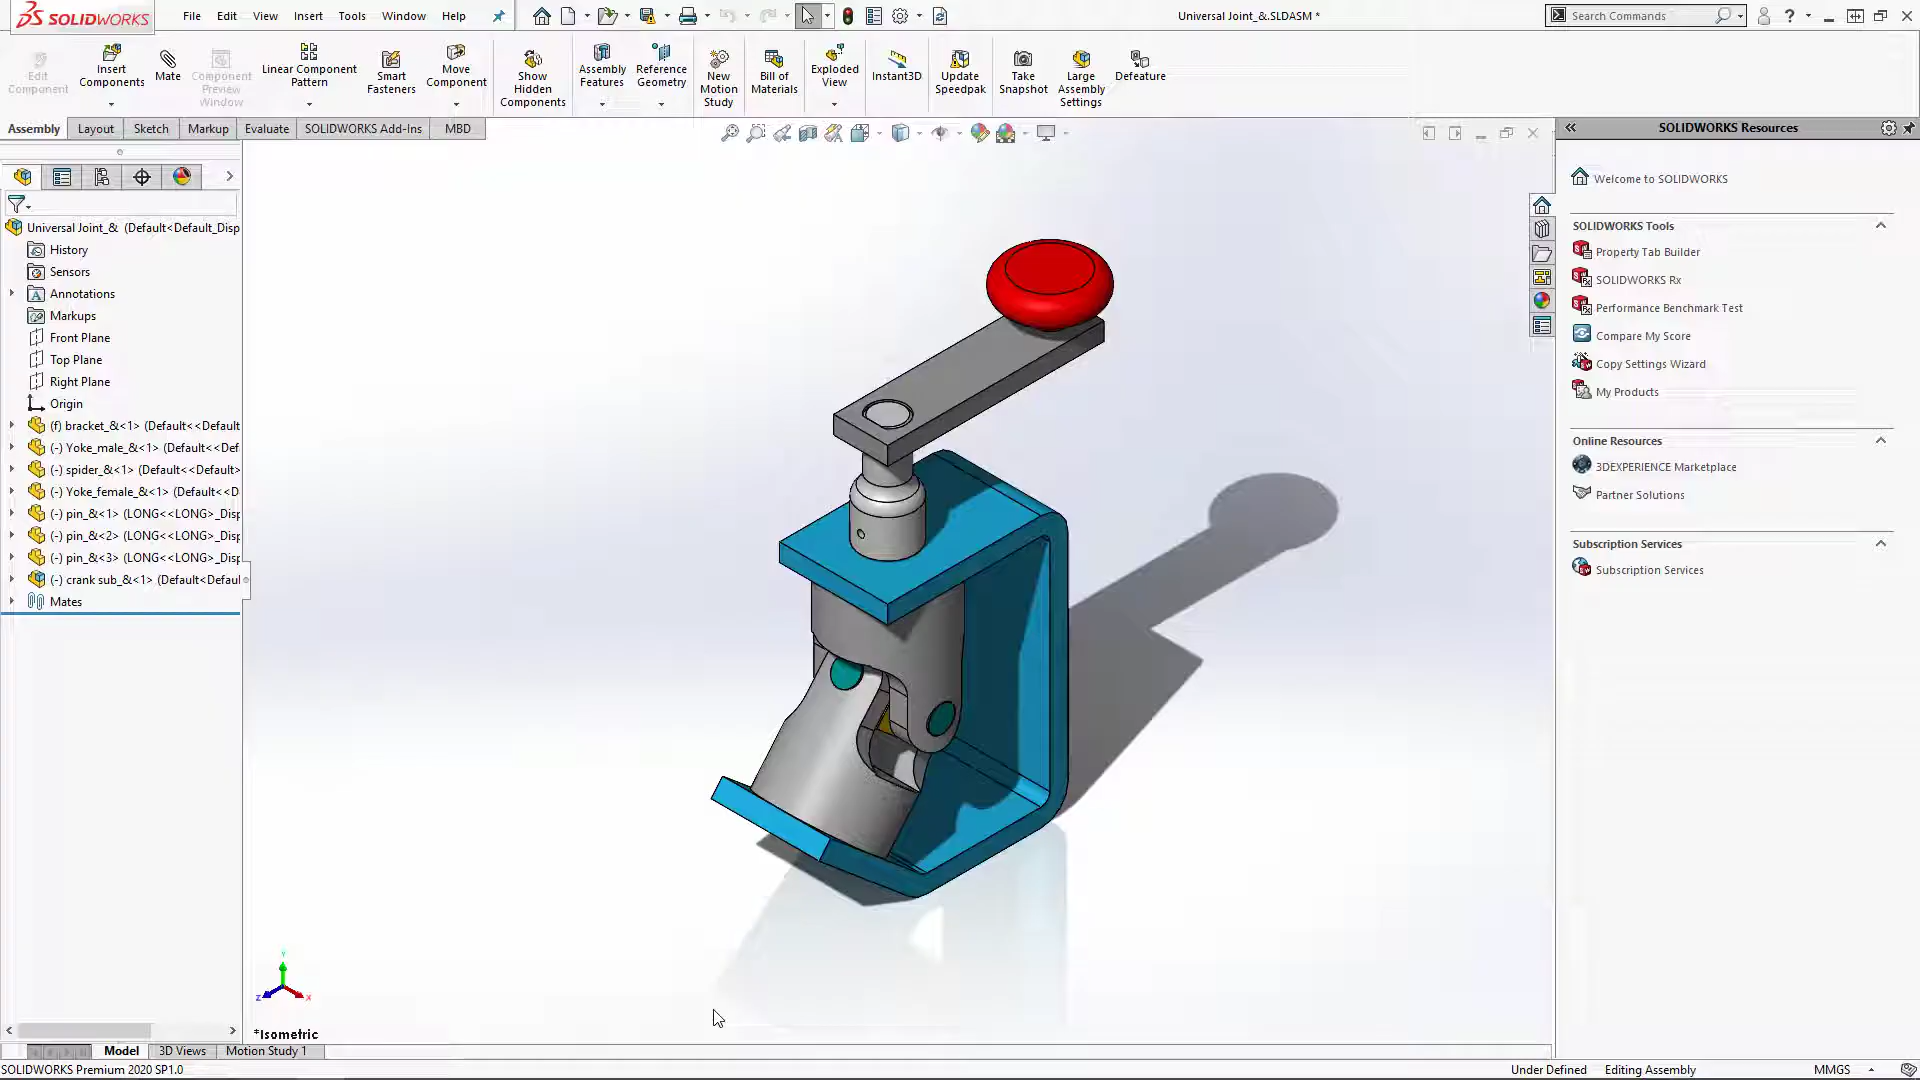 SOLIDWORKS
File Edit View Insert Tools Window Help
Universal Joint_&.SLDASM *
Search Commands
Edit Component
Insert Components
Mate
Component Preview Window
Linear Component Pattern
Smart Fasteners
Move Component
Show Hidden Components
Assembly Features
Reference Geometry
New Motion Study
Bill of Materials
Exploded View
Instant3D
Update Speedpak
Take Snapshot
Large Assembly Settings
Defeature
Assembly Layout Sketch Markup Evaluate SOLIDWORKS Add-Ins MBD
Universal Joint_& (Default<Default_Disp
History
Sensors
Annotations
Markups
Front Plane
Top Plane
Right Plane
Origin
(f) bracket_&<1> (Default<<Default
(-) Yoke_male_&<1> (Default<<Def
(-) spider_&<1> (Default<<Default>
(-) Yoke_female_&<1> (Default<<D
(-) pin_&<1> (LONG<<LONG>_Disp
(-) pin_&<2> (LONG<<LONG>_Disp
(-) pin_&<3> (LONG<<LONG>_Disp
(-) crank sub_&<1> (Default<Defaul
Mates
Y
Z
X
*Isometric
Model 3D Views Motion Study 1
SOLIDWORKS Premium 2020 SP1.0
Under Defined Editing Assembly MMGS
SOLIDWORKS Resources
Welcome to SOLIDWORKS
SOLIDWORKS Tools
Property Tab Builder
SOLIDWORKS Rx
Performance Benchmark Test
Compare My Score
Copy Settings Wizard
My Products
Online Resources
3DEXPERIENCE Marketplace
Partner Solutions
Subscription Services
Subscription Services